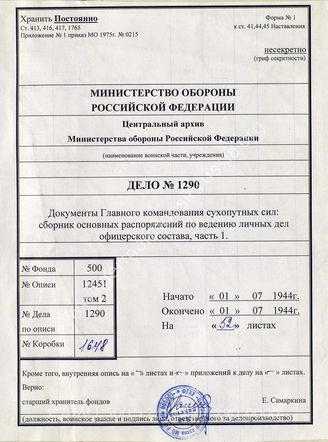 Хранить Постоянно
Форма № 1
Ст. 413, 416, 417, 1765
к ст. 41,44,45 Наставления
Приложение № 1 приказ МО 1975г. № 0215
несекретно
(гриф секретности)
МИНИСТЕРСТВО ОБОРОНЫ
РОССИЙСКОЙ ФЕДЕРАЦИИ
Центральный архив
Министерства обороны Российской Федерации
(наименование воинской части, учреждения)
ДЕЛО № 1290
Документы Главного командования сухопутных сил:
сборник основных распоряжений по ведению личных дел
офицерского состава, часть 1.
№ Фонда 500
№ Описи 12451
том 2
№ Дела 1290
по описи
№ Коробки 1648
Начато « 01 » 07 1944г.
Окончено « 01 » 07 1944г.
На « 52 » листах
Кроме того, внутренняя опись на «–» листах и «–» приложений к делу на «–» листах.
Верно:
старший хранитель фондов Е. Самаркина
(должность, воинское звание и подпись лица, ответственного за делопроизводство)